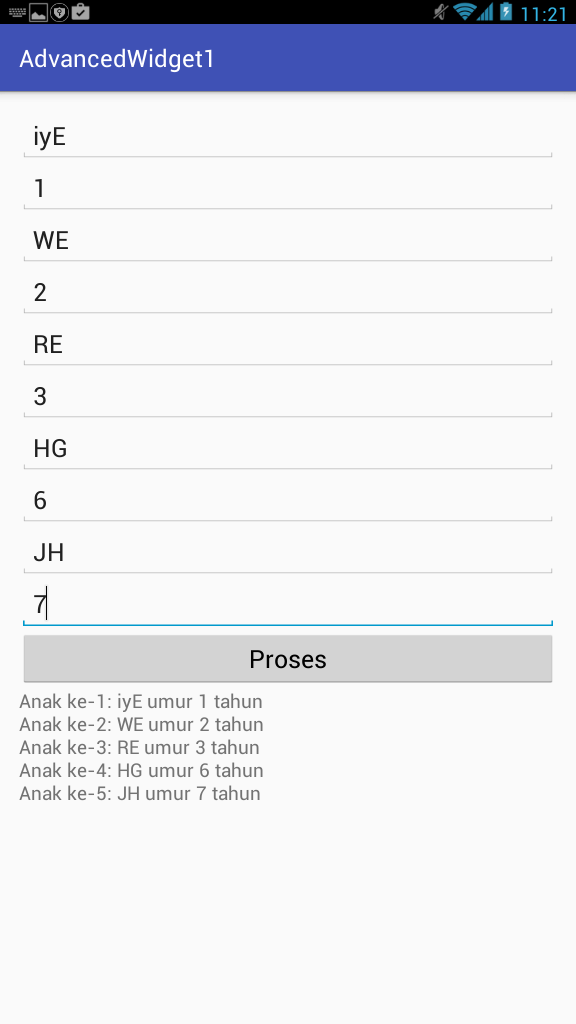 11:21
AdvancedWidget1
iyE
1
WE
2
RE
3
HG
6
JH
7
Proses
Anak ke-1: iyE umur 1 tahun
Anak ke-2: WE umur 2 tahun
Anak ke-3: RE umur 3 tahun
Anak ke-4: HG umur 6 tahun
Anak ke-5: JH umur 7 tahun